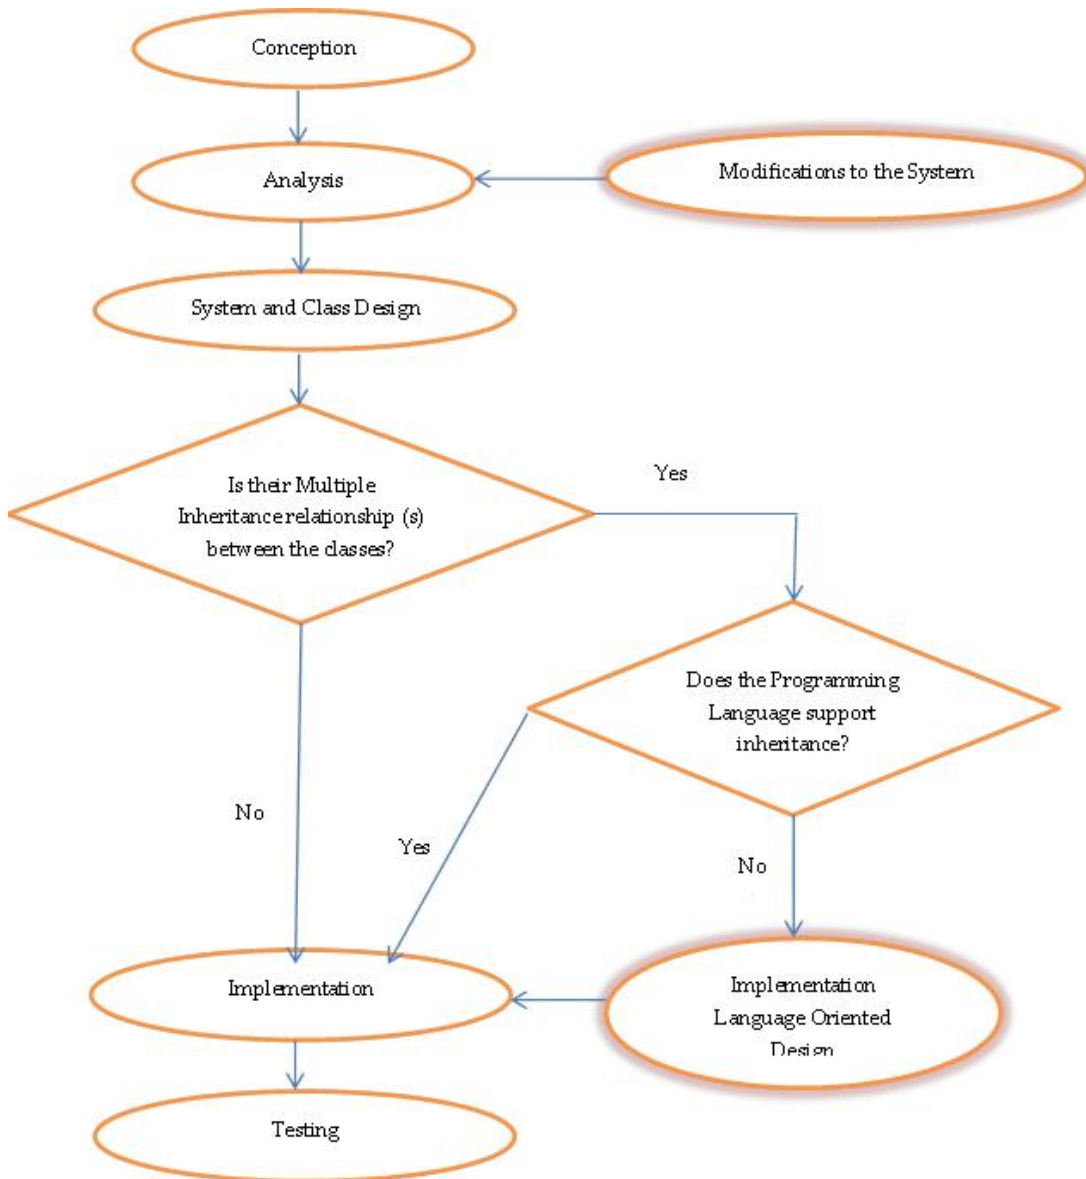 Conception
Analysis
Modifications to the System
System and Class Design
Is their Multiple
Inheritance relationship (s)
between the classes?
Yes
Does the Programming
Language support
inheritance?
No
Yes
No
Implementation
Implementation
Language Oriented
Design
Testing